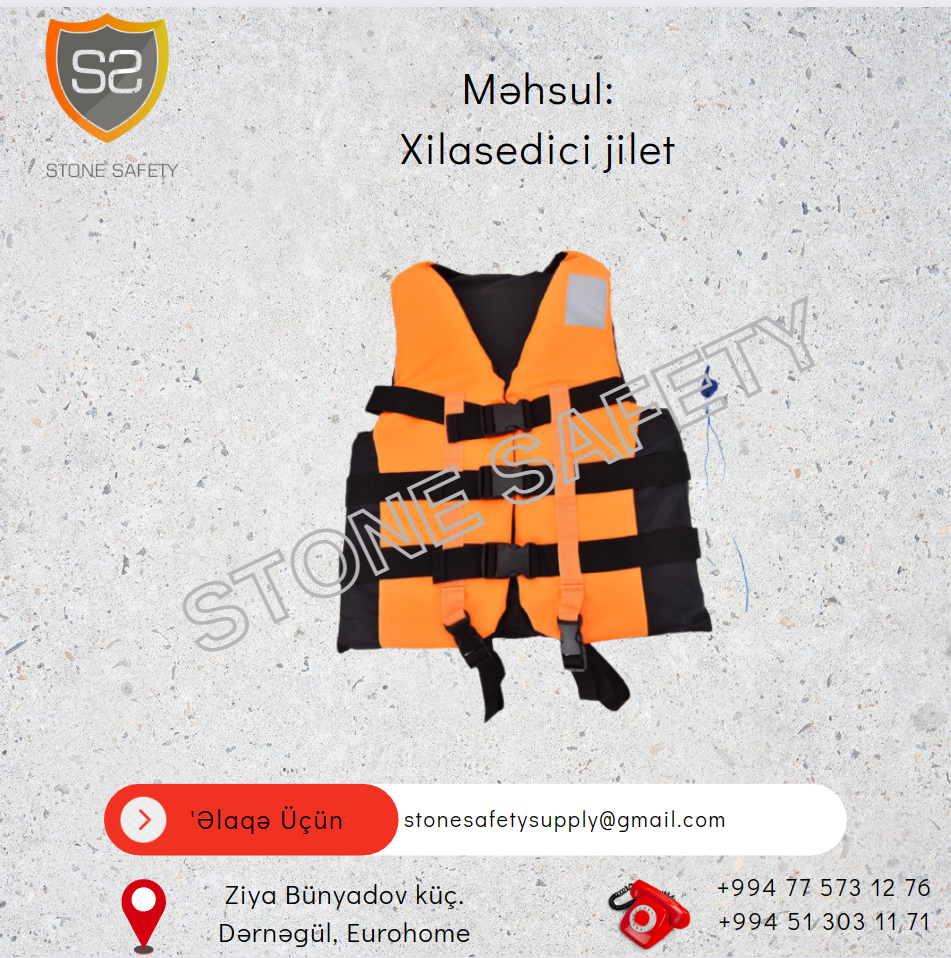 SS
STONE SAFETY
Məhsul:
Xilasedici jilet
STONE SAFETY
'Əlaqə Üçün
stonesafetysupply@gmail.com
Ziya Bünyadov küç.
Dərnəgül, Eurohome
+994 77 573 12 76
+994 51 303 11 71